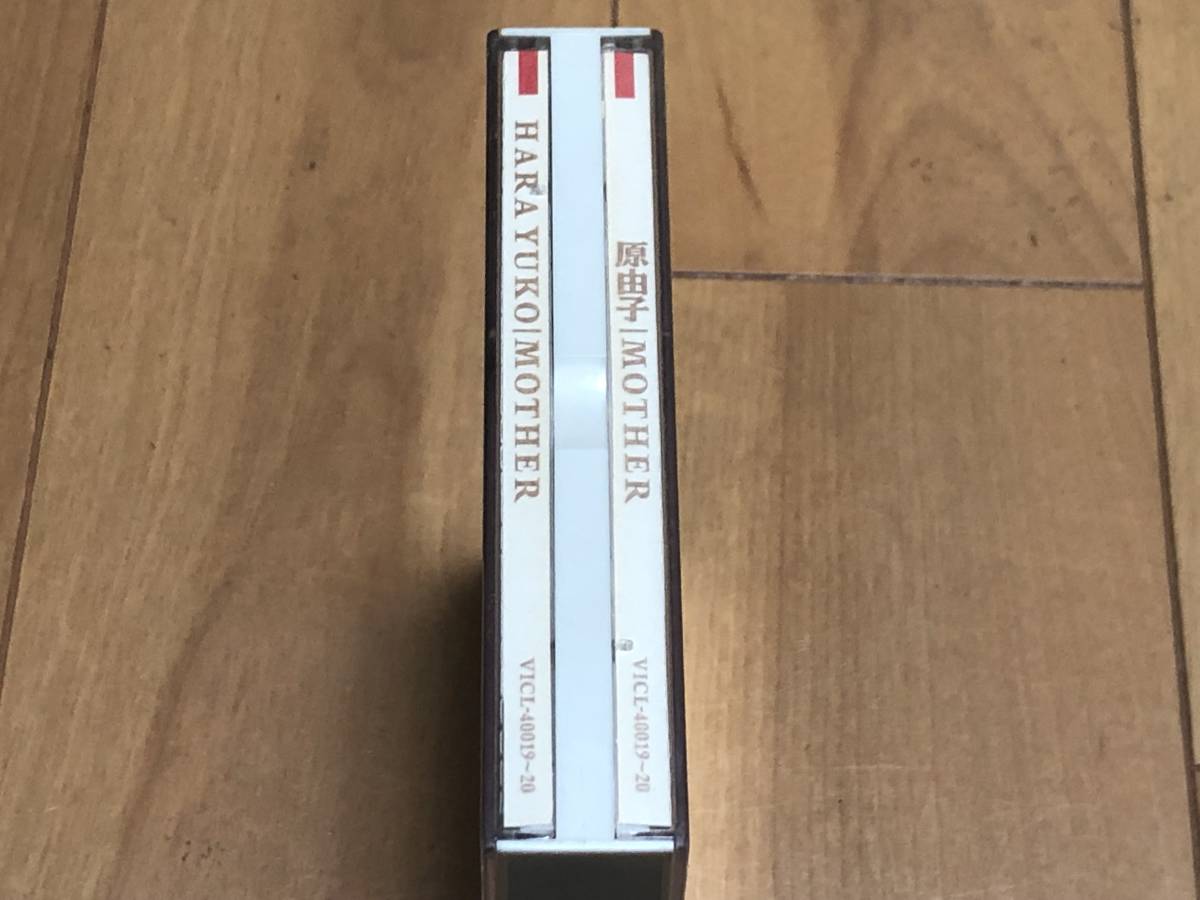 HARA YUKO|MOTHER
VICL-40019~20
原由子|MOTHER
VICL-40019~20